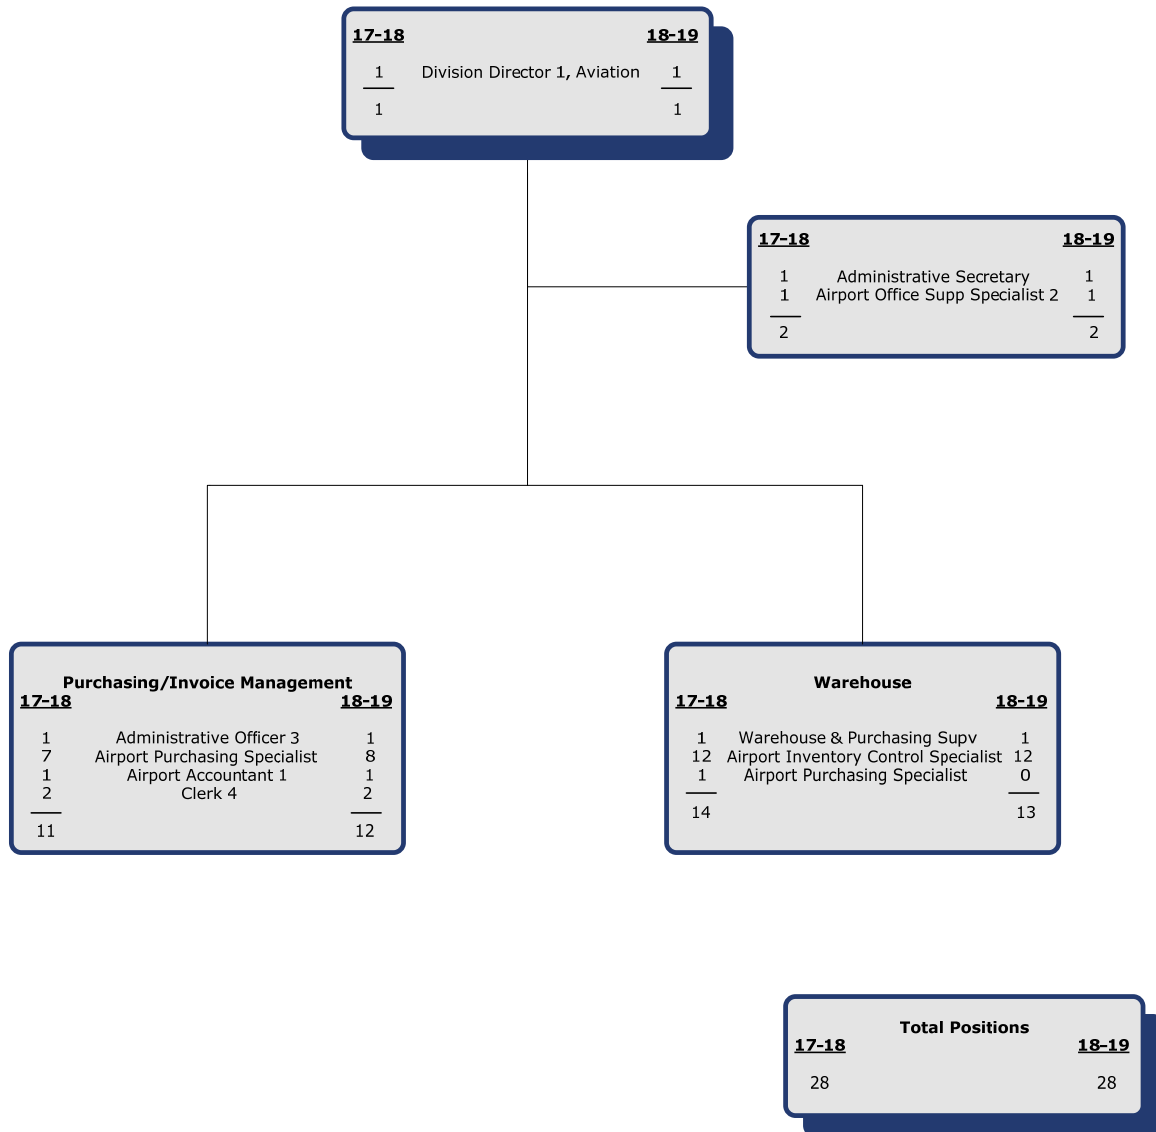 17-18 18-19
1 Division Director 1, Aviation 1
1 1
17-18 18-19
1 Administrative Secretary 1
1 Airport Office Supp Specialist 2 1
2 2
Purchasing/Invoice Management
17-18 18-19
1 Administrative Officer 3 1
7 Airport Purchasing Specialist 8
1 Airport Accountant 1 1
2 Clerk 4 2
11 12
Warehouse
17-18 18-19
1 Warehouse & Purchasing Supv 1
12 Airport Inventory Control Specialist 12
1 Airport Purchasing Specialist 0
14 13
Total Positions
17-18 18-19
28 28